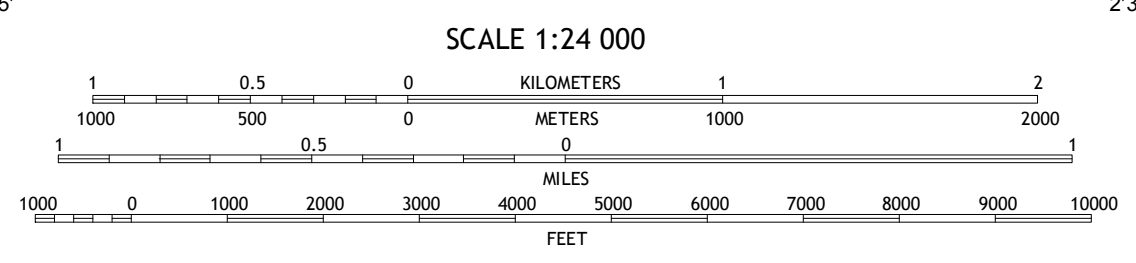 SCALE 1:24 000
1 0.5 0 KILOMETERS 1 2
1000 500 0 METERS 1000 2000
1 0.5 0 1
MILES
1000 0 1000 2000 3000 4000 5000 6000 7000 8000 9000 10000
FEET